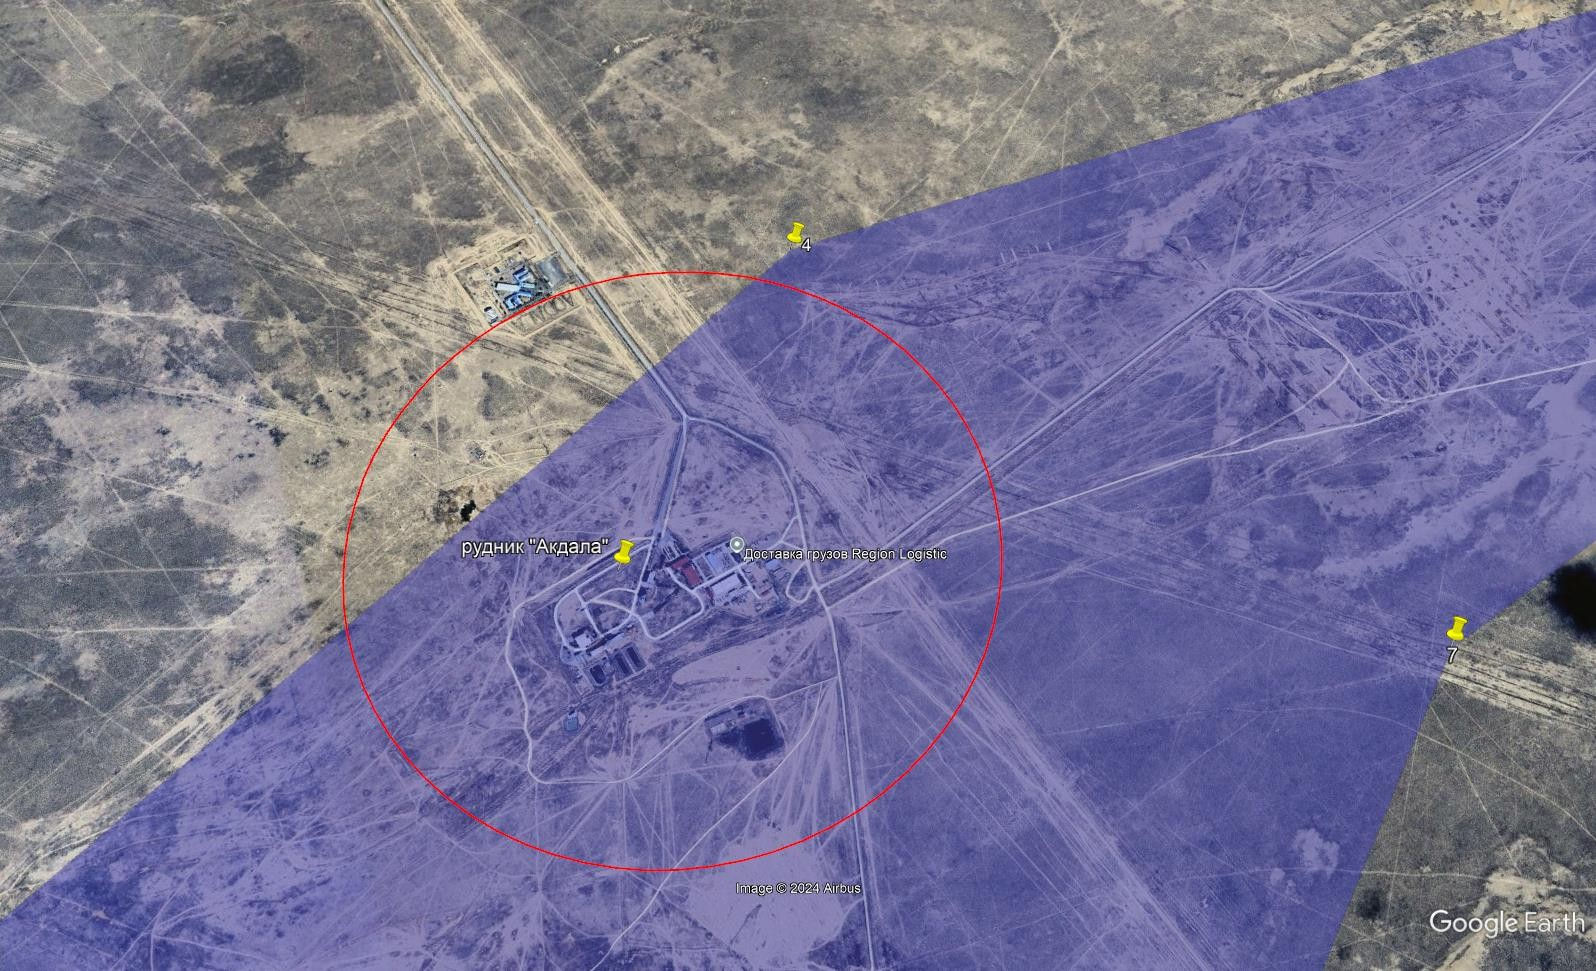 4
рудник "Акдала"
Доставка грузов Region Logistic
7
Image © 2024 Airbus
Google Earth